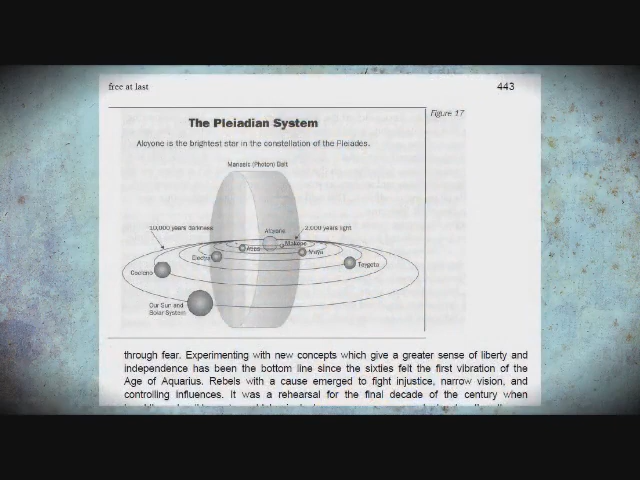 free at last 443
Figure 17
The Pleiadian System
Alcyone is the brightest star in the constellation of the Pleiades.
Manasic (Photon) Belt
10,000 years darkness
2,000 years light
Alcyone
Merope
Maya
Atlas
Electra
Taygeta
Coeleno
Our Sun and
Solar System
through fear. Experimenting with new concepts which give a greater sense of liberty and
independence has been the bottom line since the sixties felt the first vibration of the
Age of Aquarius. Rebels with a cause emerged to fight injustice, narrow vision, and
controlling influences. It was a rehearsal for the final decade of the century when